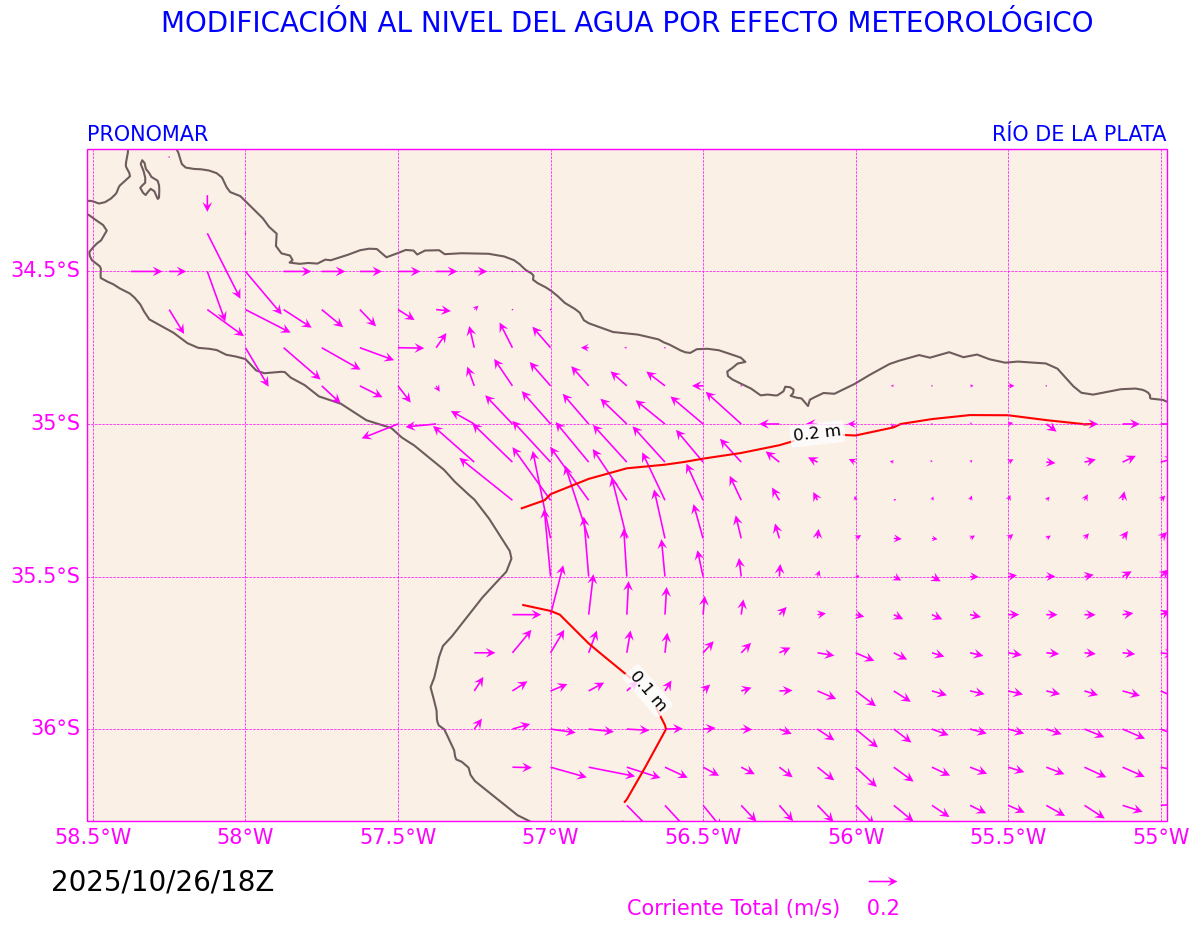 MODIFICACIÓN AL NIVEL DEL AGUA POR EFECTO METEOROLÓGICO
PRONOMAR RÍO DE LA PLATA
34.5°S
35°S
0.2 m
35.5°S
0.1 m
36°S
58.5°W 58°W 57.5°W 57°W 56.5°W 56°W 55.5°W 55°W
2025/10/26/18Z
Corriente Total (m/s) 0.2